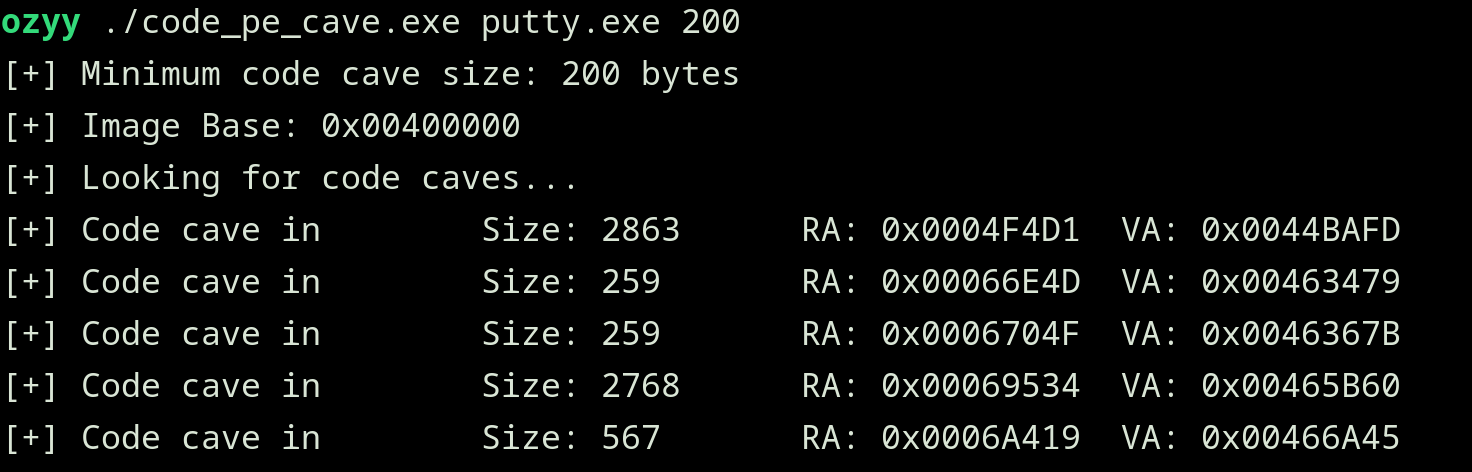 ozyy ./code_pe_cave.exe putty.exe 200
[+] Minimum code cave size: 200 bytes
[+] Image Base: 0x00400000
[+] Looking for code caves...
[+] Code cave in        Size: 2863      RA: 0x0004F4D1  VA: 0x0044BAFD
[+] Code cave in        Size: 259       RA: 0x00066E4D  VA: 0x00463479
[+] Code cave in        Size: 259       RA: 0x0006704F  VA: 0x0046367B
[+] Code cave in        Size: 2768      RA: 0x00069534  VA: 0x00465B60
[+] Code cave in        Size: 567       RA: 0x0006A419  VA: 0x00466A45